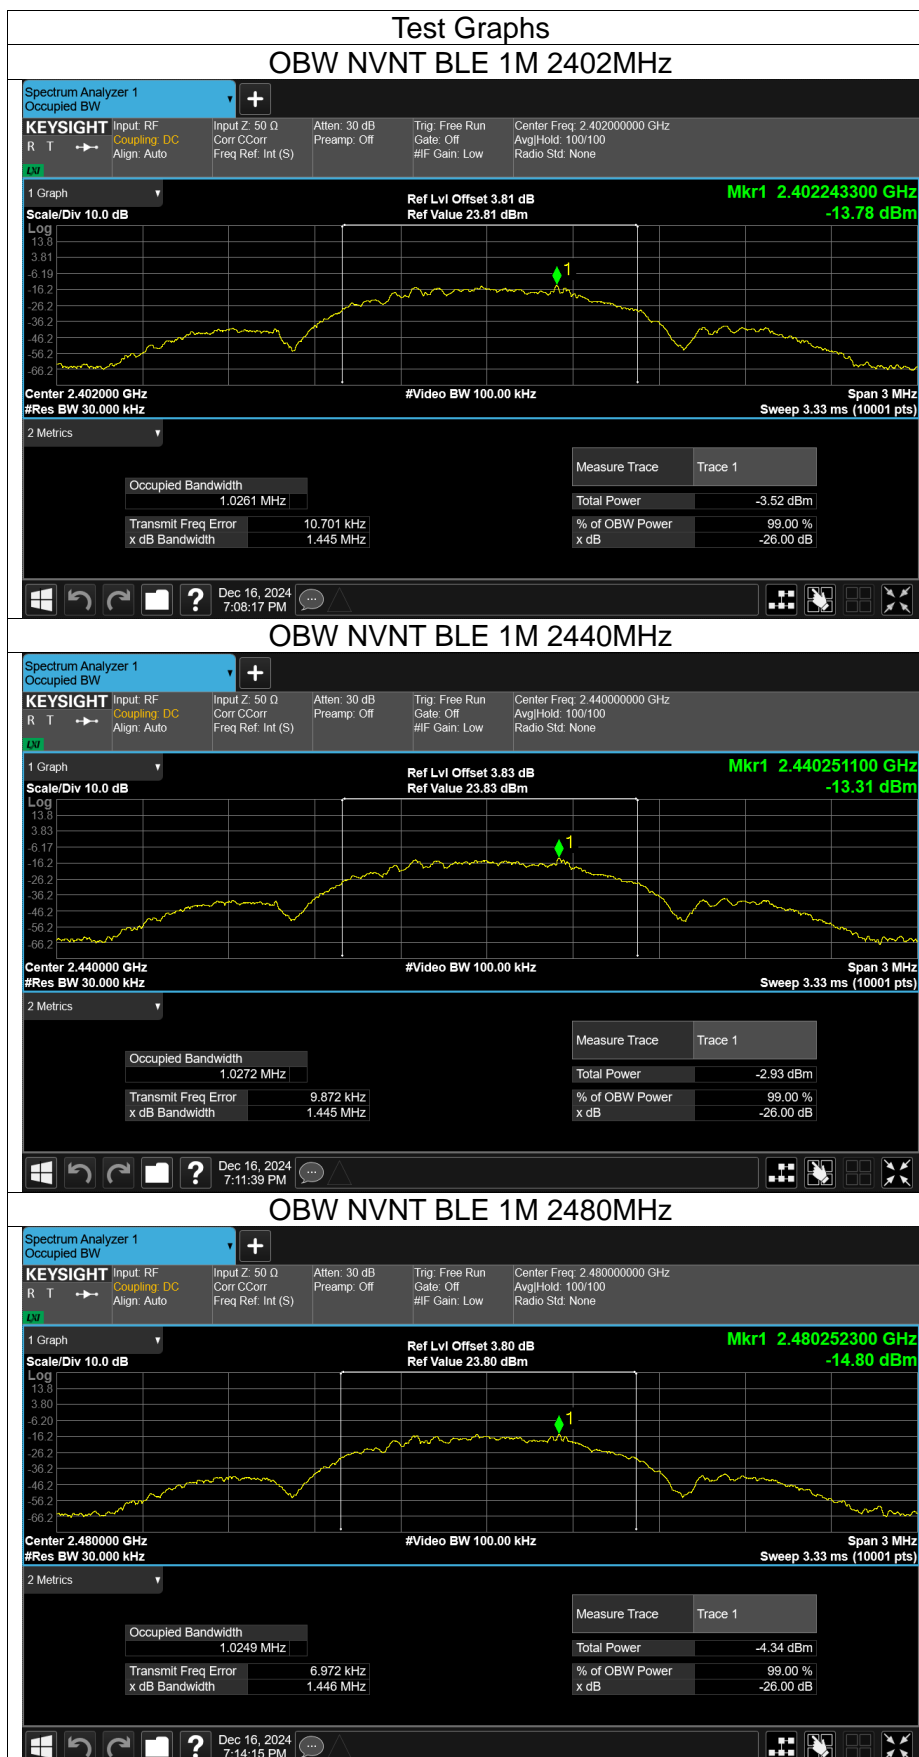 Test Graphs
OBW NVNT BLE 1M 2402MHz
Spectrum Analyzer 1
Occupied BW
KEYSIGHT Input: RF Input Z: 50 Ω Atten: 30 dB Trig: Free Run Center Freq: 2.402000000 GHz
R T Coupling: DC Corr CCorr Preamp: Off Gate: Off Avg|Hold: 100/100
Align: Auto Freq Ref: Int (S) #IF Gain: Low Radio Std: None
LXI
1 Graph Ref Lvl Offset 3.81 dB Mkr1 2.402243300 GHz
Scale/Div 10.0 dB Ref Value 23.81 dBm -13.78 dBm
Log
13.8
3.81
-6.19
1
-16.2
-26.2
-36.2
-46.2
-56.2
-66.2
Center 2.402000 GHz #Video BW 100.00 kHz Span 3 MHz
#Res BW 30.000 kHz Sweep 3.33 ms (10001 pts)
2 Metrics
Measure Trace Trace 1
Occupied Bandwidth
1.0261 MHz Total Power -3.52 dBm
Transmit Freq Error 10.701 kHz % of OBW Power 99.00 %
x dB Bandwidth 1.445 MHz x dB -26.00 dB
? Dec 16, 2024
7:08:17 PM
OBW NVNT BLE 1M 2440MHz
Spectrum Analyzer 1
Occupied BW
KEYSIGHT Input: RF Input Z: 50 Ω Atten: 30 dB Trig: Free Run Center Freq: 2.440000000 GHz
R T Coupling: DC Corr CCorr Preamp: Off Gate: Off Avg|Hold: 100/100
Align: Auto Freq Ref: Int (S) #IF Gain: Low Radio Std: None
LXI
1 Graph Ref Lvl Offset 3.83 dB Mkr1 2.440251100 GHz
Scale/Div 10.0 dB Ref Value 23.83 dBm -13.31 dBm
Log
13.8
3.83
-6.17
1
-16.2
-26.2
-36.2
-46.2
-56.2
-66.2
Center 2.440000 GHz #Video BW 100.00 kHz Span 3 MHz
#Res BW 30.000 kHz Sweep 3.33 ms (10001 pts)
2 Metrics
Measure Trace Trace 1
Occupied Bandwidth
1.0272 MHz Total Power -2.93 dBm
Transmit Freq Error 9.872 kHz % of OBW Power 99.00 %
x dB Bandwidth 1.445 MHz x dB -26.00 dB
? Dec 16, 2024
7:11:39 PM
OBW NVNT BLE 1M 2480MHz
Spectrum Analyzer 1
Occupied BW
KEYSIGHT Input: RF Input Z: 50 Ω Atten: 30 dB Trig: Free Run Center Freq: 2.480000000 GHz
R T Coupling: DC Corr CCorr Preamp: Off Gate: Off Avg|Hold: 100/100
Align: Auto Freq Ref: Int (S) #IF Gain: Low Radio Std: None
LXI
1 Graph Ref Lvl Offset 3.80 dB Mkr1 2.480252300 GHz
Scale/Div 10.0 dB Ref Value 23.80 dBm -14.80 dBm
Log
13.8
3.80
-6.20
1
-16.2
-26.2
-36.2
-46.2
-56.2
-66.2
Center 2.480000 GHz #Video BW 100.00 kHz Span 3 MHz
#Res BW 30.000 kHz Sweep 3.33 ms (10001 pts)
2 Metrics
Measure Trace Trace 1
Occupied Bandwidth
1.0249 MHz Total Power -4.34 dBm
Transmit Freq Error 6.972 kHz % of OBW Power 99.00 %
x dB Bandwidth 1.446 MHz x dB -26.00 dB
? Dec 16, 2024
7:14:15 PM